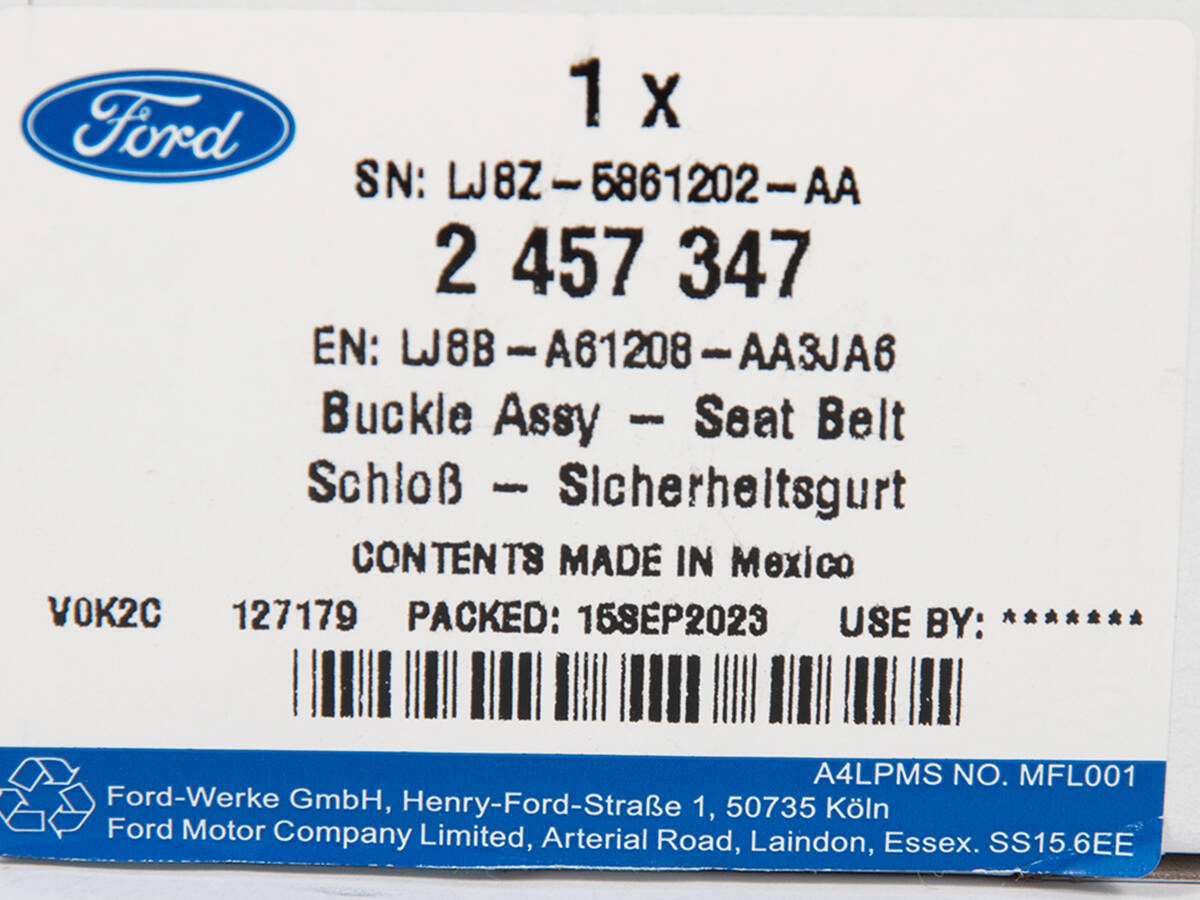 Ford
1 x
SN: LJ8Z-5861202-AA
2 457 347
EN: LJ8B-A61208-AA3JA6
Buckle Assy - Seat Belt
Schloß - Sicherheitsgurt
CONTENTS MADE IN Mexico
V0K2C 127179 PACKED: 15SEP2023 USE BY: *******
A4LPMS NO. MFL001
Ford-Werke GmbH, Henry-Ford-Straße 1, 50735 Köln
Ford Motor Company Limited, Arterial Road, Laindon, Essex. SS15 6EE